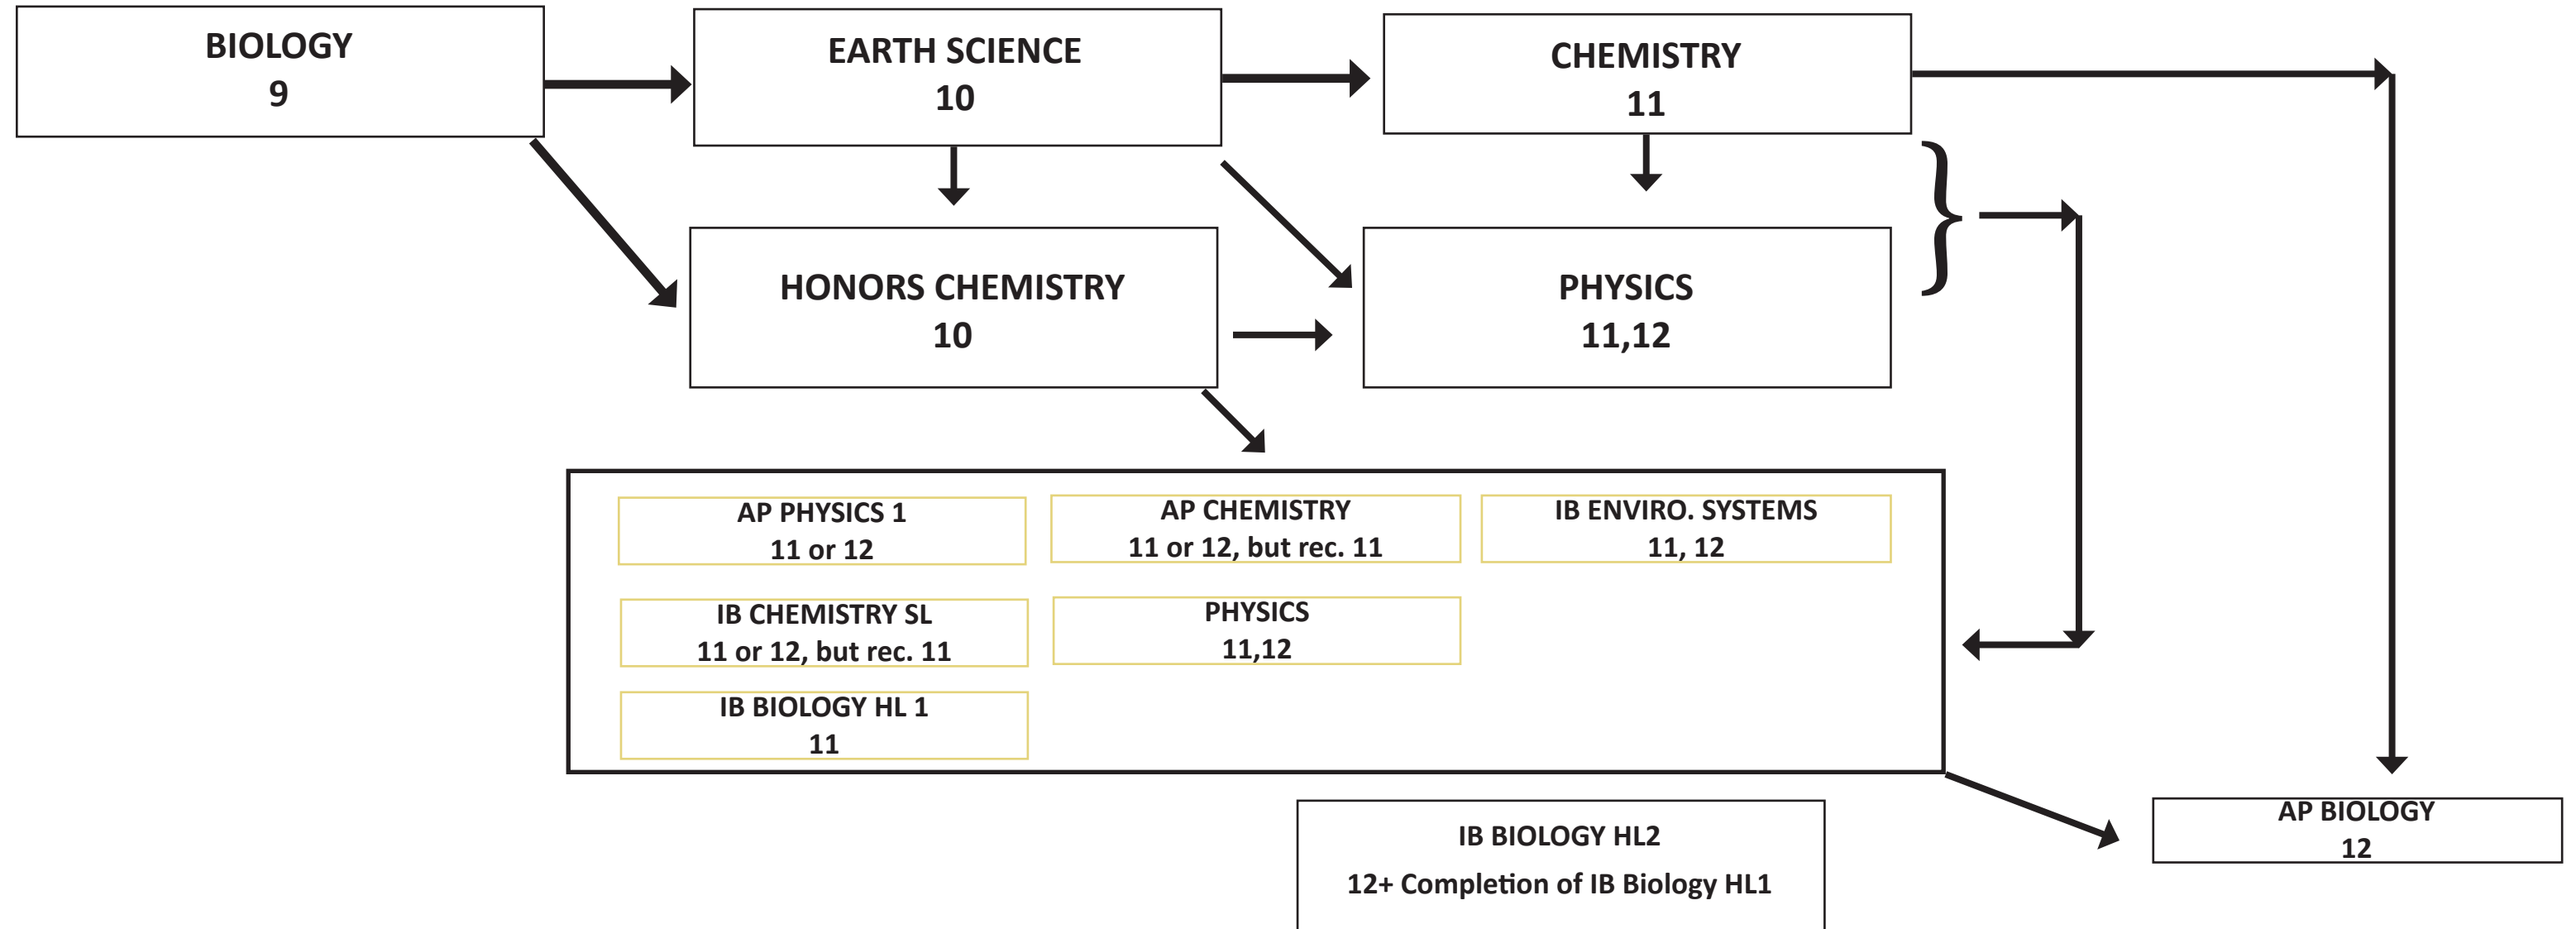 BIOLOGY
9
EARTH SCIENCE
10
CHEMISTRY
11
HONORS CHEMISTRY
10
PHYSICS
11,12
AP PHYSICS 1
11 or 12
AP CHEMISTRY
11 or 12, but rec. 11
IB ENVIRO. SYSTEMS
11, 12
IB CHEMISTRY SL
11 or 12, but rec. 11
PHYSICS
11,12
IB BIOLOGY HL 1
11
IB BIOLOGY HL2
12+ Completion of IB Biology HL1
AP BIOLOGY
12